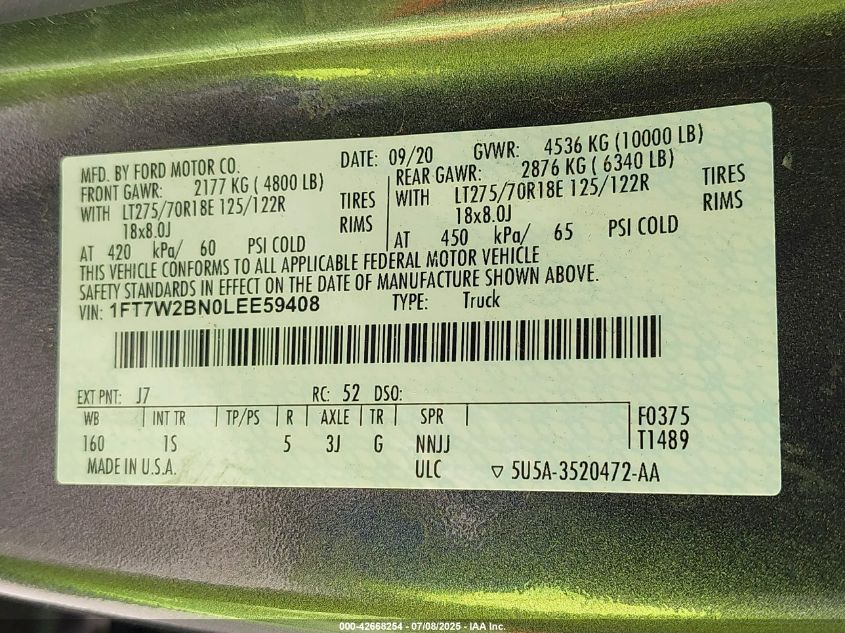 MFD. BY FORD MOTOR CO. DATE: 09/20 GVWR: 4536 KG (10000 LB)
FRONT GAWR: 2177 KG ( 4800 LB) REAR GAWR: 2876 KG ( 6340 LB)
WITH LT275/70R18E 125/122R TIRES WITH LT275/70R18E 125/122R TIRES
18x8.0J RIMS 18x8.0J RIMS
AT 420 kPa/ 60 PSI COLD AT 450 kPa/ 65 PSI COLD
THIS VEHICLE CONFORMS TO ALL APPLICABLE FEDERAL MOTOR VEHICLE
SAFETY STANDARDS IN EFFECT ON THE DATE OF MANUFACTURE SHOWN ABOVE.
VIN: 1FT7W2BN0LEE59408 TYPE: Truck
EXT PNT: J7 RC: 52 DSO:
WB INT TR TP/PS R AXLE TR SPR F0375
160 1S 5 3J G NNJJ T1489
MADE IN U.S.A. ULC ▽ 5U5A-3520472-AA
000-42668254 - 07/08/2025 - IAA Inc.